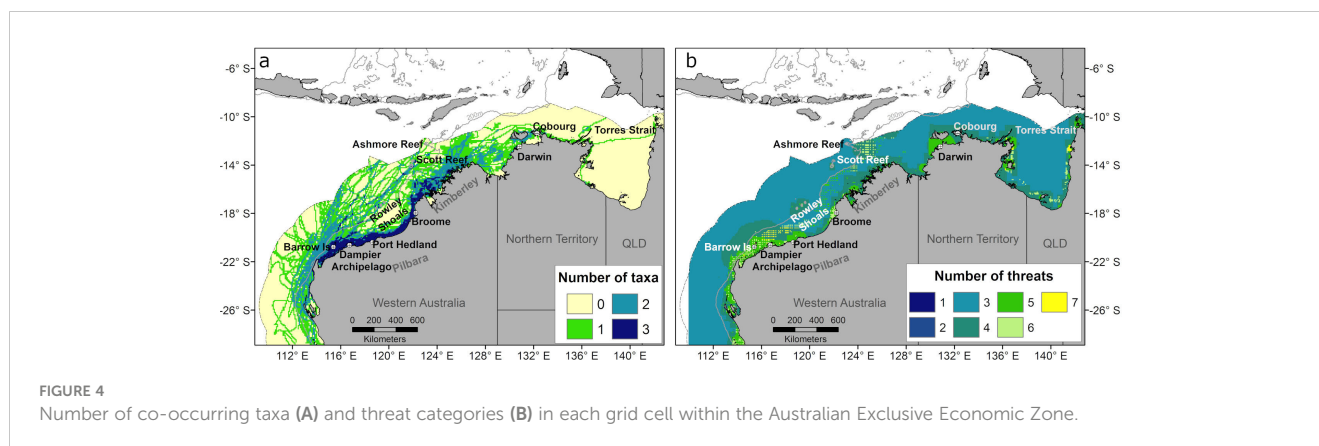 a
-6° S
-10° S
-14° S
-18° S
-22° S
-26° S
112° E
116° E
120° E
124° E
128° E
132° E
136° E
140° E
Cobourg
Torres Strait
Ashmore Reef
Scott Reef
Darwin
Kimberley
Rowley
Shoals
Broome
Barrow Is
Port Hedland
Dampier
Archipelago
Pilbara
Northern Territory
QLD
Western Australia
0 200 400 600
Kilometers
Number of taxa
0 2
1 3
b
-6° S
-10° S
-14° S
-18° S
-22° S
-26° S
112° E
116° E
120° E
124° E
128° E
132° E
136° E
140° E
Cobourg
Torres Strait
Ashmore Reef
Scott Reef
Darwin
Kimberley
Rowley
Shoals
Broome
Barrow Is
Port Hedland
Dampier
Archipelago
Pilbara
Northern Territory
QLD
Western Australia
0 200 400 600
Kilometers
Number of threats
1 3 5 7
2 4 6
FIGURE 4
Number of co-occurring taxa (A) and threat categories (B) in each grid cell within the Australian Exclusive Economic Zone.